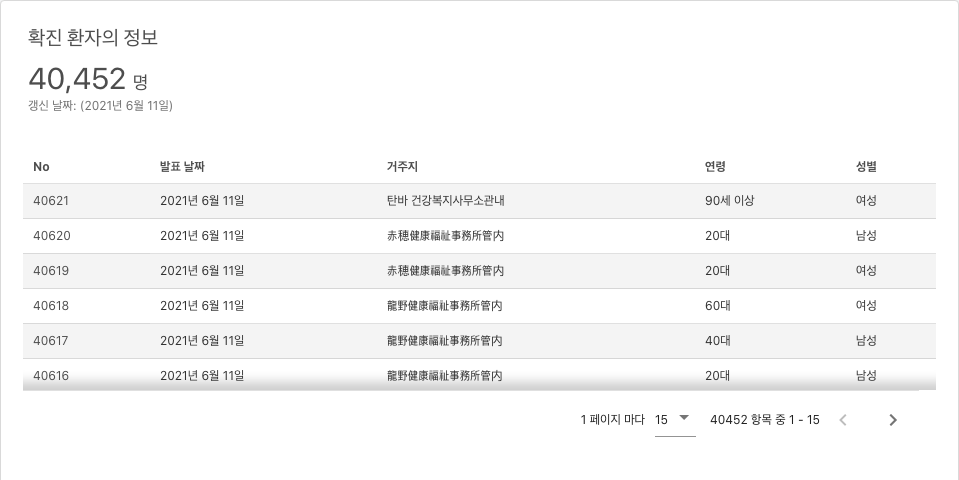 확진 환자의 정보
40,452 명
갱신 날짜: (2021년 6월 11일)
No 발표 날짜 거주지 연령 성별
40621 2021년 6월 11일 탄바 건강복지사무소관내 90세 이상 여성
40620 2021년 6월 11일 赤穂健康福祉事務所管内 20대 남성
40619 2021년 6월 11일 赤穂健康福祉事務所管内 20대 여성
40618 2021년 6월 11일 龍野健康福祉事務所管内 60대 여성
40617 2021년 6월 11일 龍野健康福祉事務所管内 40대 남성
40616 2021년 6월 11일 龍野健康福祉事務所管内 20대 남성
1 페이지 마다 15 40452 항목 중 1 - 15